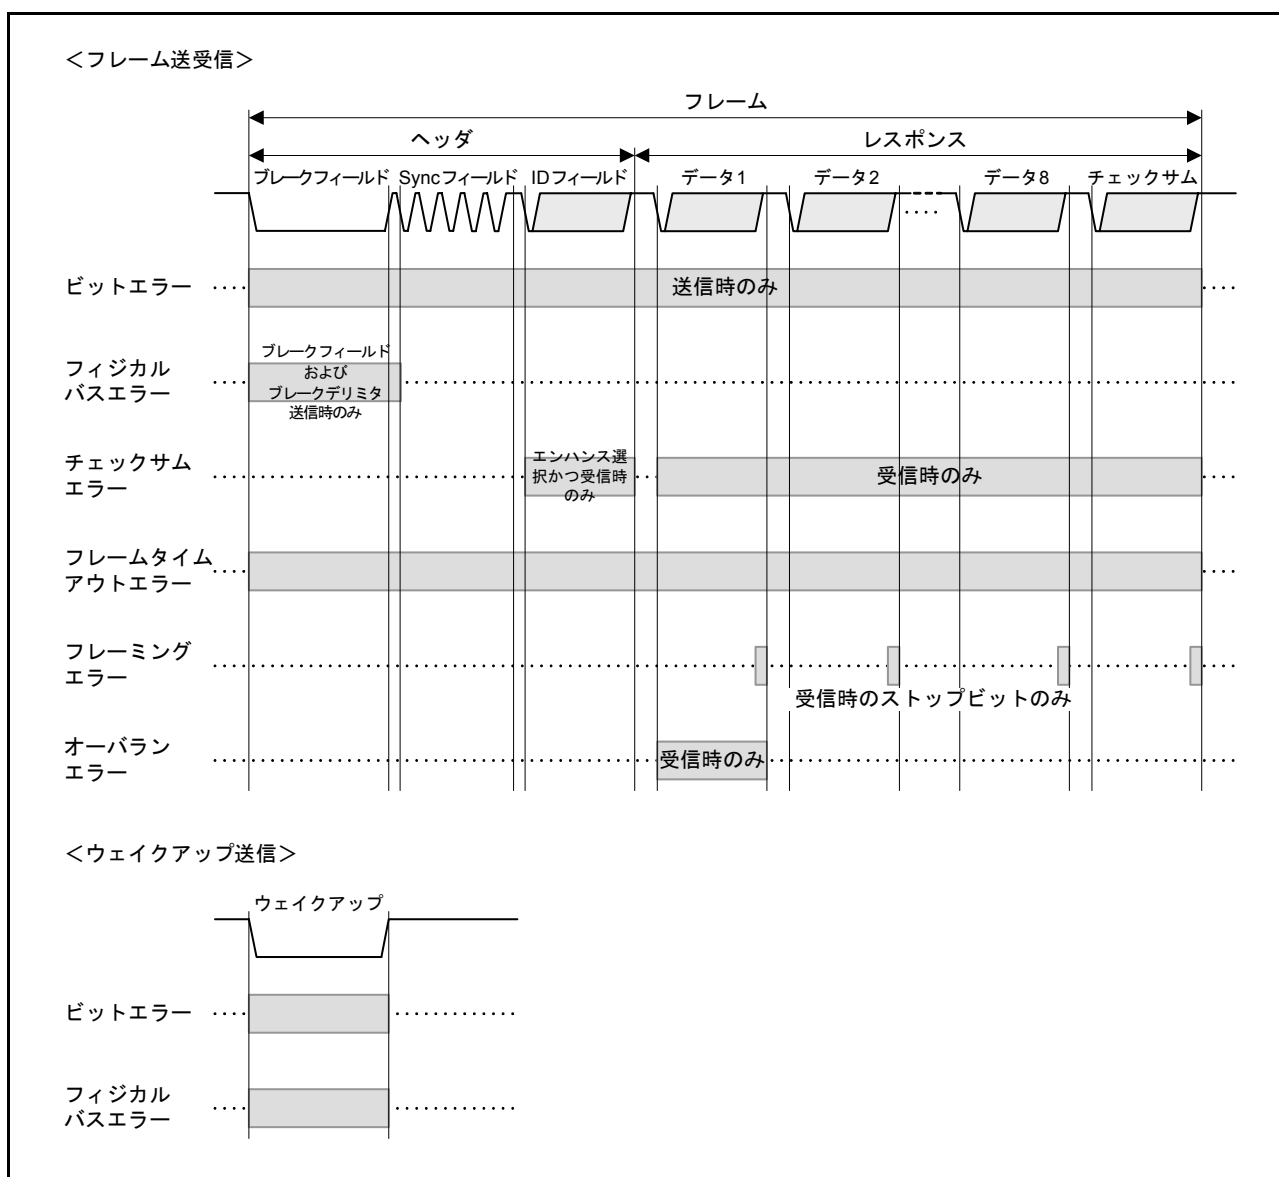 ＜フレーム送受信＞
フレーム
ヘッダ
レスポンス
ブレークフィールド
Syncフィールド
IDフィールド
データ1
データ2
データ8
チェックサム
ビットエラー
送信時のみ
フィジカル
バスエラー
ブレークフィールド
および
ブレークデリミタ
送信時のみ
チェックサム
エラー
エンハンス選
択かつ受信時
のみ
受信時のみ
フレームタイム
アウトエラー
フレーミング
エラー
受信時のストップビットのみ
オーバラン
エラー
受信時のみ
＜ウェイクアップ送信＞
ウェイクアップ
ビットエラー
フィジカル
バスエラー